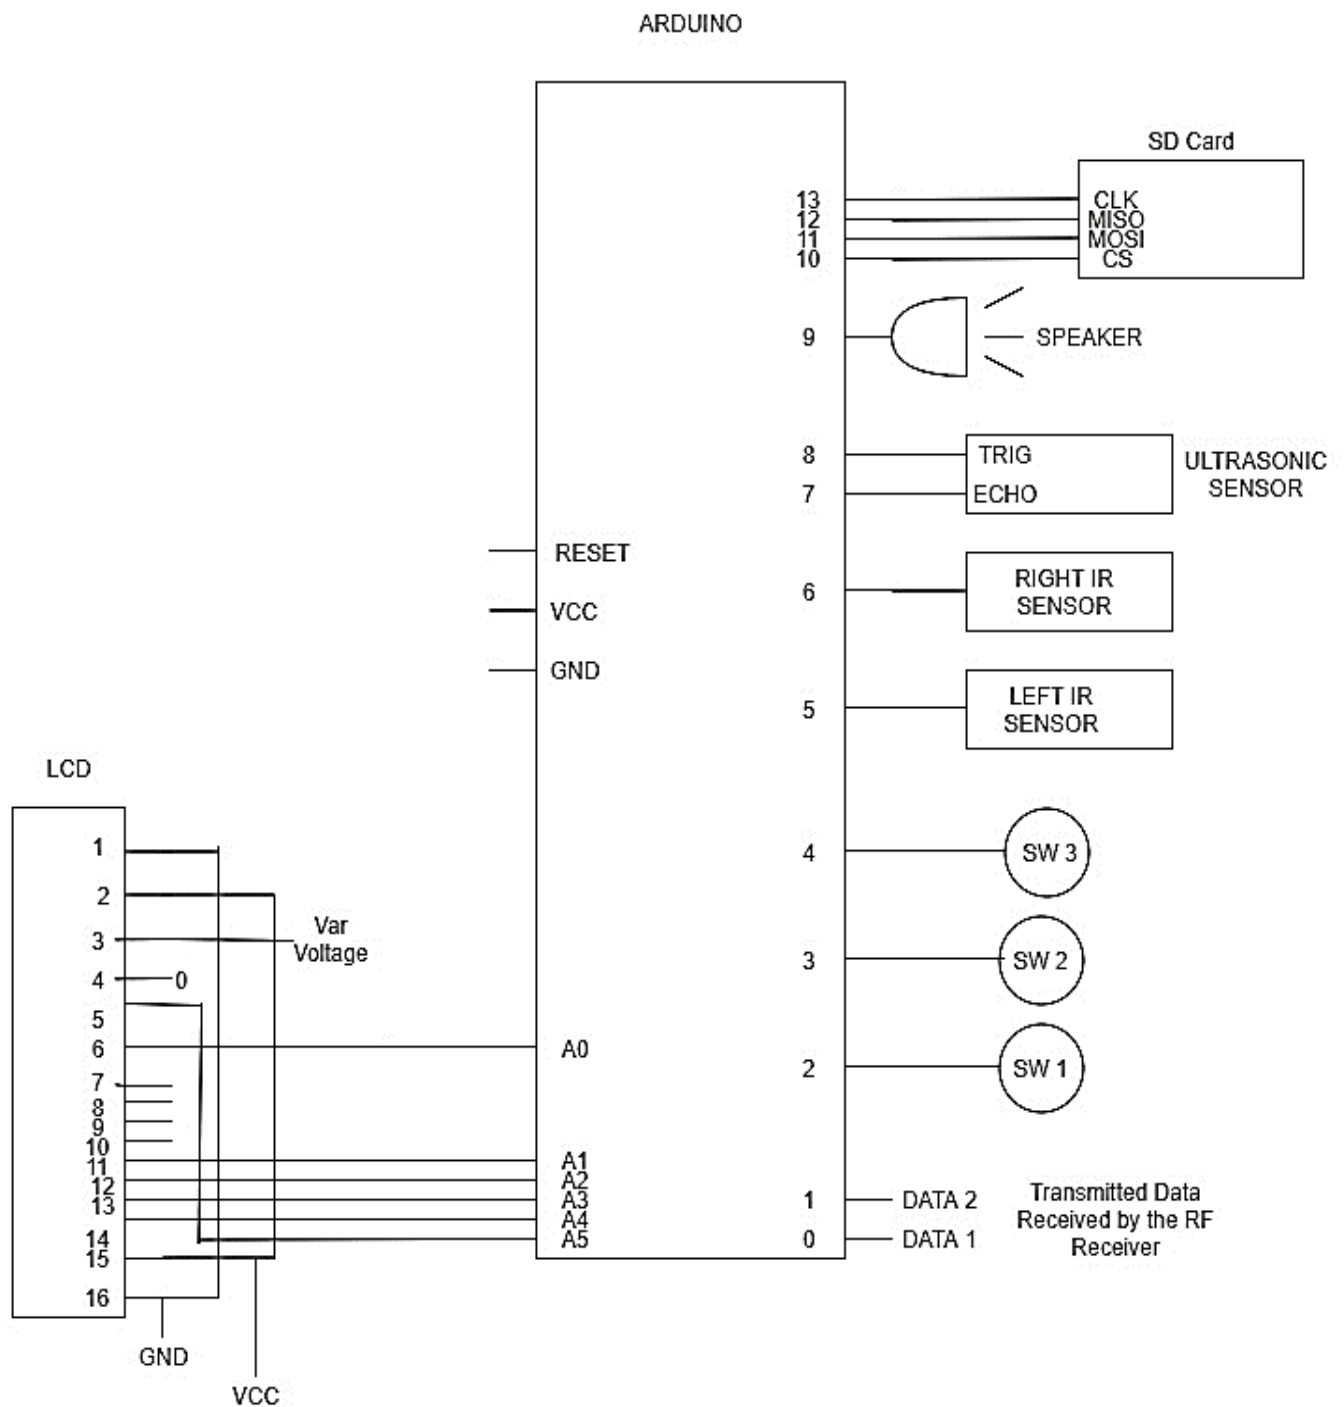 ARDUINO
SD Card
13
CLK
12
MISO
11
MOSI
10
CS
9
SPEAKER
8
TRIG
7
ECHO
ULTRASONIC
SENSOR
RESET
VCC
GND
6
RIGHT IR
SENSOR
5
LEFT IR
SENSOR
4
SW 3
3
SW 2
2
SW 1
1
DATA 2
0
DATA 1
Transmitted Data
Received by the RF
Receiver
LCD
1
2
3
Var
Voltage
4
0
5
6
A0
7
8
9
10
11
A1
12
A2
13
A3
A4
14
A5
15
16
GND
VCC